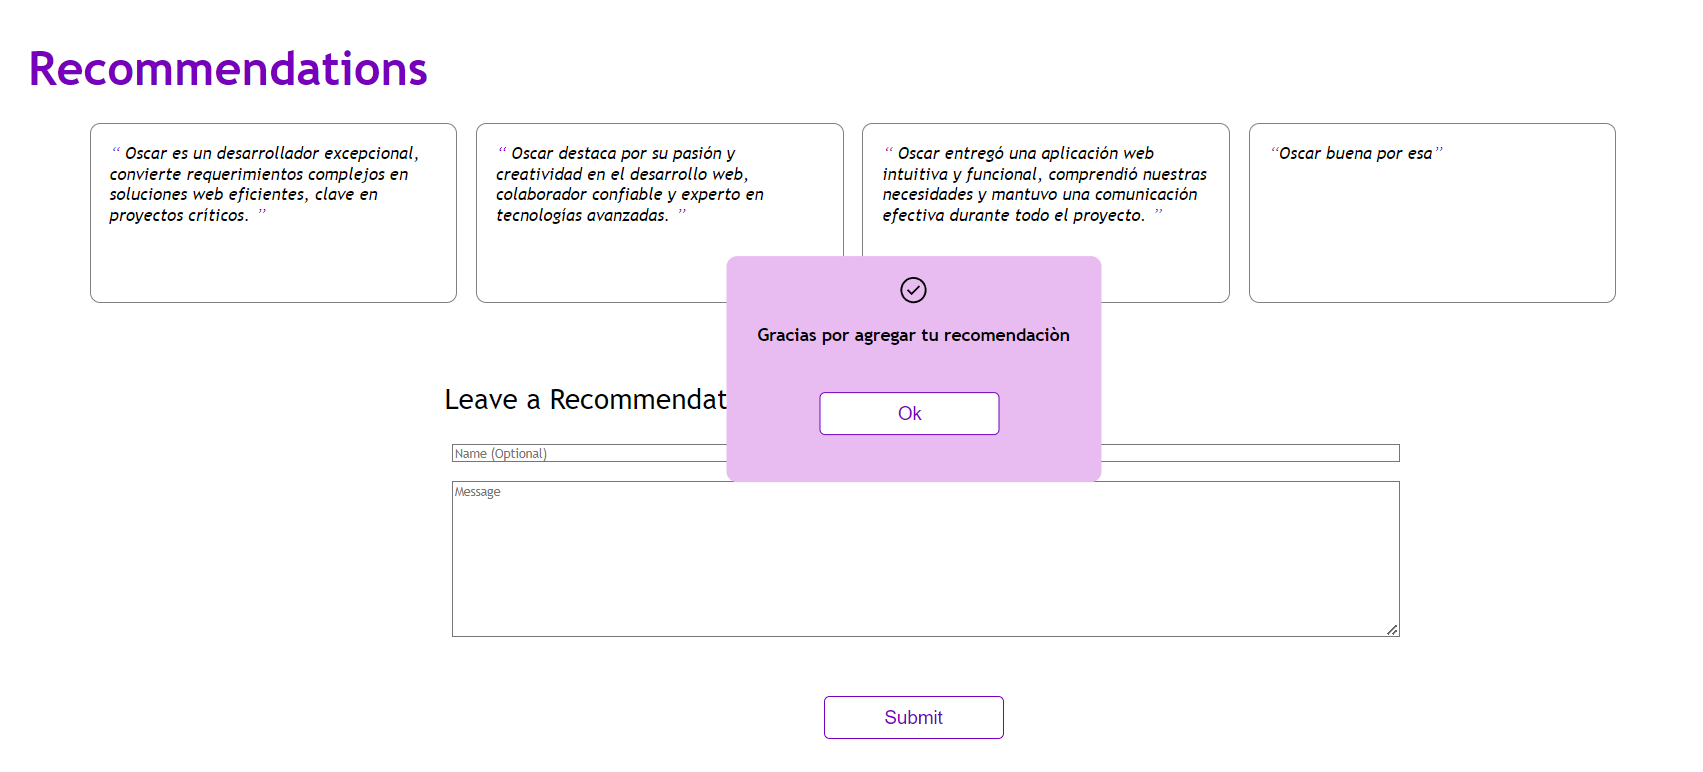 Recommendations
“ Oscar es un desarrollador excepcional,
convierte requerimientos complejos en
soluciones web eficientes, clave en
proyectos críticos. ”
“ Oscar destaca por su pasión y
creatividad en el desarrollo web,
colaborador confiable y experto en
tecnologías avanzadas. ”
“ Oscar entregó una aplicación web
intuitiva y funcional, comprendió nuestras
necesidades y mantuvo una comunicación
efectiva durante todo el proyecto. ”
“Oscar buena por esa”
Gracias por agregar tu recomendaciòn
Ok
Leave a Recommendat
Name (Optional)
Message
Submit